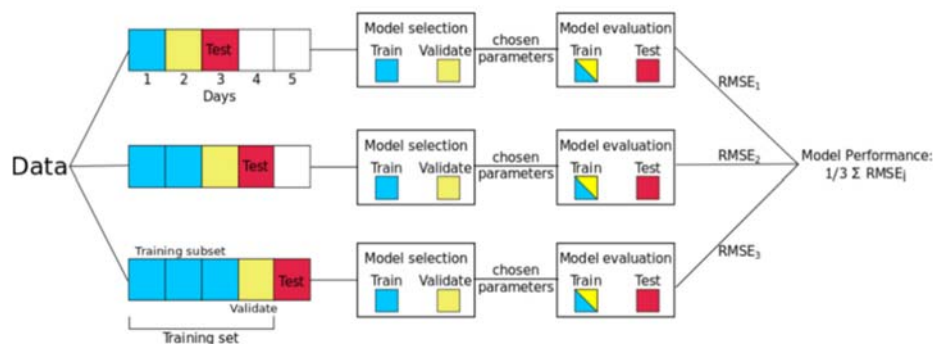 Data
Test
1 2 3 4 5
Days
Model selection
Train Validate
chosen
parameters
Model evaluation
Train Test
RMSE1
Test
Model selection
Train Validate
chosen
parameters
Model evaluation
Train Test
RMSE2
Training subset
Test
Validate
Training set
Model selection
Train Validate
chosen
parameters
Model evaluation
Train Test
RMSE3
Model Performance:
1/3 Σ RMSEi